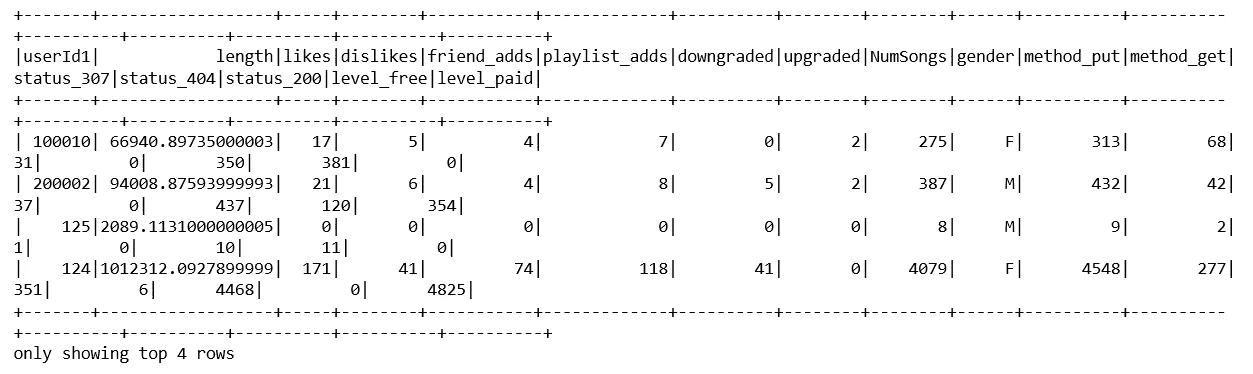 +-------+------------------+-----+--------+-----------+-------------+----------+--------+--------+------+----------+----------
+----------+----------+----------+----------+----------+
|userId1|            length|likes|dislikes|friend_adds|playlist_adds|downgraded|upgraded|NumSongs|gender|method_put|method_get|
status_307|status_404|status_200|level_free|level_paid|
+-------+------------------+-----+--------+-----------+-------------+----------+--------+--------+------+----------+----------
+----------+----------+----------+----------+----------+
| 100010| 66940.89735000003|   17|       5|          4|            7|         0|       2|     275|     F|       313|        68|
31|         0|       350|       381|         0|
| 200002| 94008.87593999993|   21|       6|          4|            8|         5|       2|     387|     M|       432|        42|
37|         0|       437|       120|       354|
|    125|2089.1131000000005|    0|       0|          0|            0|         0|       0|       8|     M|         9|         2|
1|         0|        10|        11|         0|
|    124|1012312.0927899999|  171|      41|         74|          118|        41|       0|    4079|     F|      4548|       277|
351|         6|      4468|         0|      4825|
+-------+------------------+-----+--------+-----------+-------------+----------+--------+--------+------+----------+----------
+----------+----------+----------+----------+----------+
only showing top 4 rows